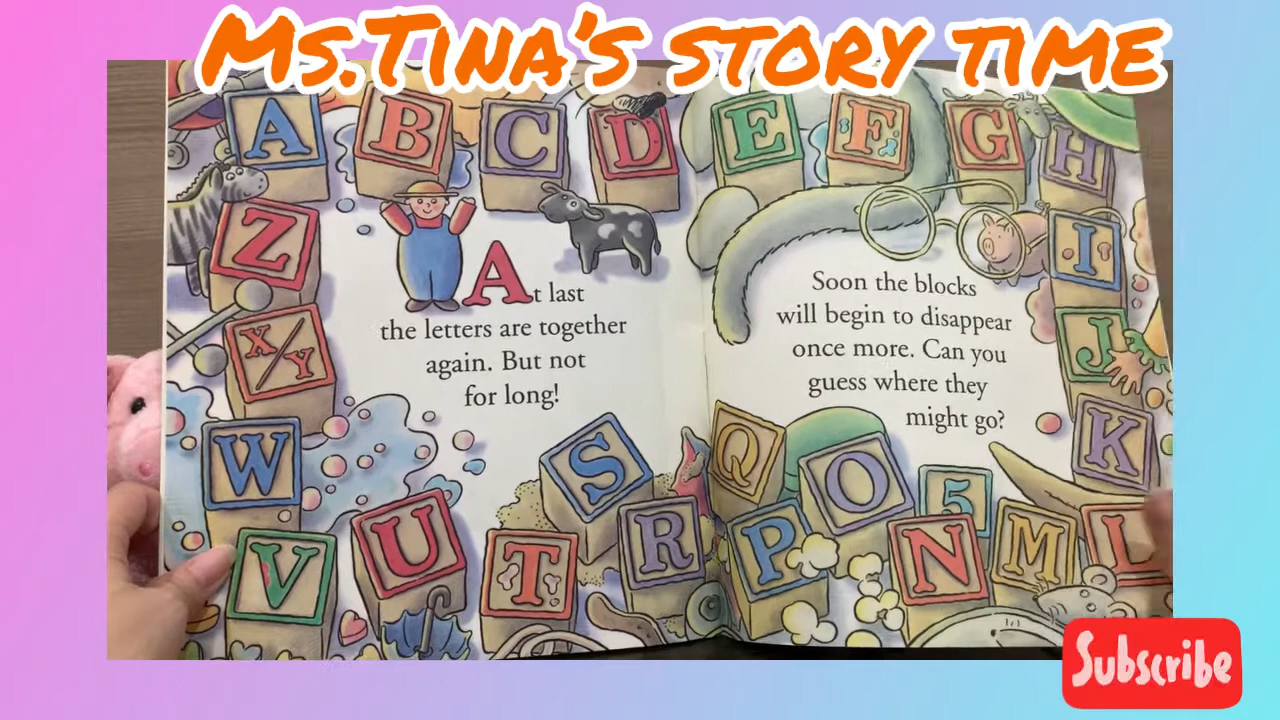 Ms.Tina's story time
A B C D E F G H
Z I
At last
the letters are together
again. But not
for long!
Soon the blocks
will begin to disappear
once more. Can you
guess where they
might go?
X/Y J
W S Q O 5 K
V U T R P N M L
Subscribe